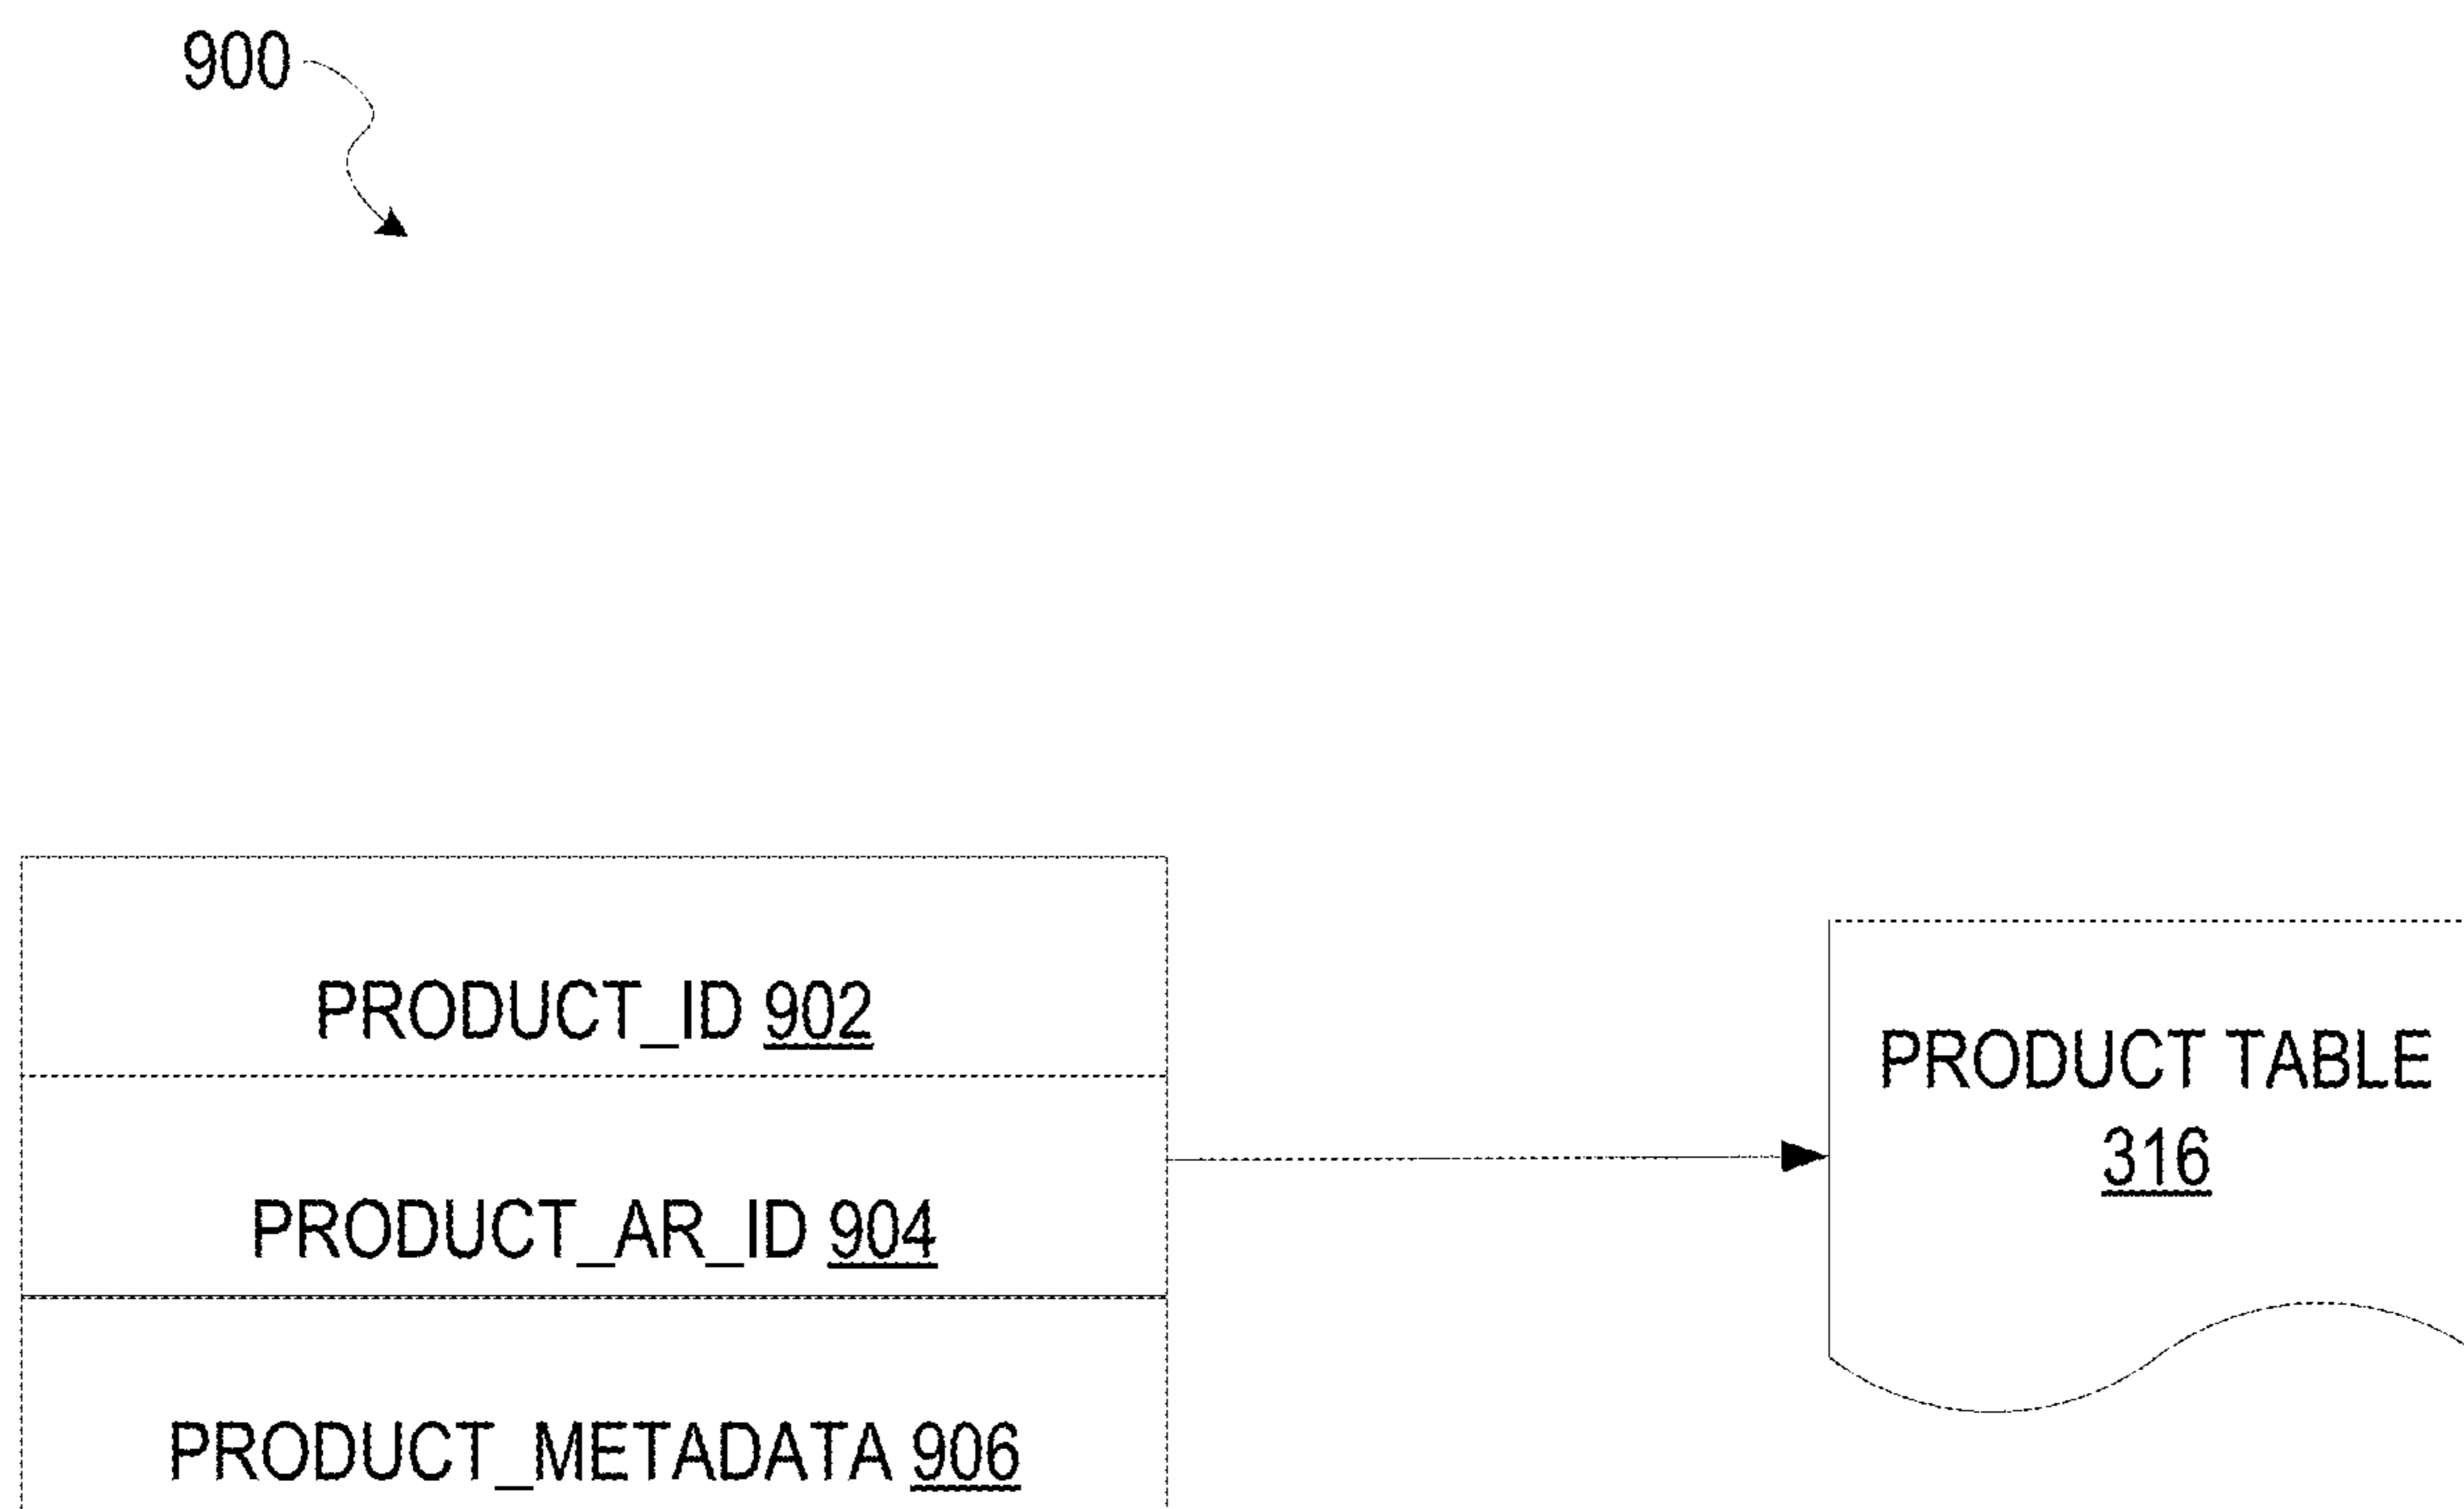 900
PRODUCT_ID 902
PRODUCT_AR_ID 904
PRODUCT_METADATA 906
PRODUCT TABLE
316